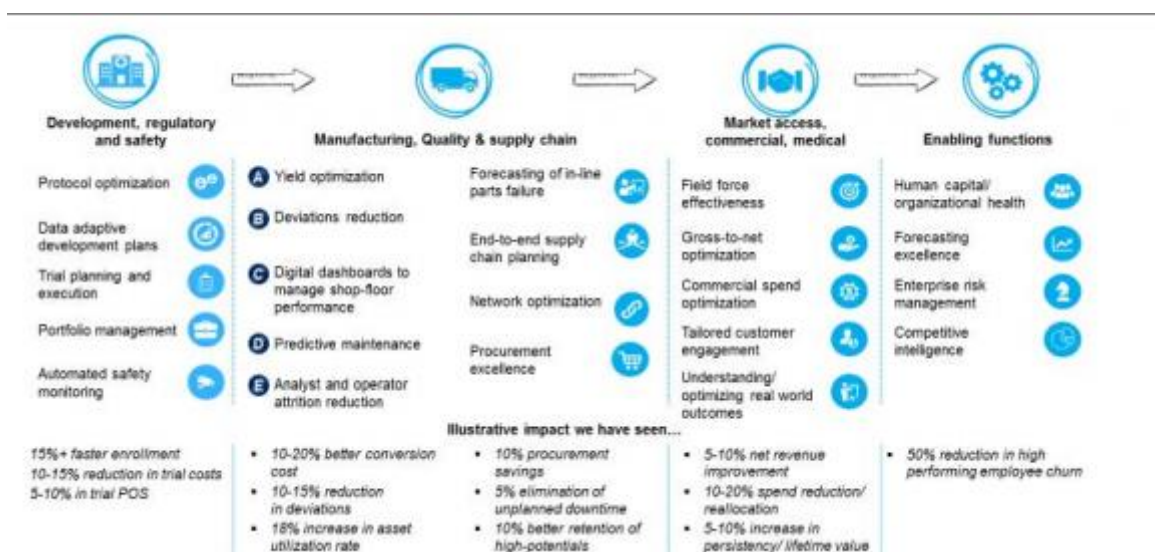 Development, regulatory
and safety
Protocol optimization
Data adaptive
development plans
Trial planning and
execution
Portfolio management
Automated safety
monitoring
Manufacturing, Quality & supply chain
A Yield optimization
B Deviations reduction
C Digital dashboards to
manage shop-floor
performance
D Predictive maintenance
E Analyst and operator
attrition reduction
Forecasting of in-line
parts failure
End-to-end supply
chain planning
Network optimization
Procurement
excellence
Market access,
commercial, medical
Field force
effectiveness
Gross-to-net
optimization
Commercial spend
optimization
Tailored customer
engagement
Understanding/
optimizing real world
outcomes
Enabling functions
Human capital/
organizational health
Forecasting
excellence
Enterprise risk
management
Competitive
intelligence
Illustrative impact we have seen...
15%+ faster enrollment
10-15% reduction in trial costs
5-10% in trial POS
▪ 10-20% better conversion
cost
▪ 10-15% reduction
in deviations
▪ 18% increase in asset
utilization rate
▪ 10% procurement
savings
▪ 5% elimination of
unplanned downtime
▪ 10% better retention of
high-potentials
▪ 5-10% net revenue
improvement
▪ 10-20% spend reduction/
reallocation
▪ 5-10% increase in
persistency/ lifetime value
▪ 50% reduction in high
performing employee churn